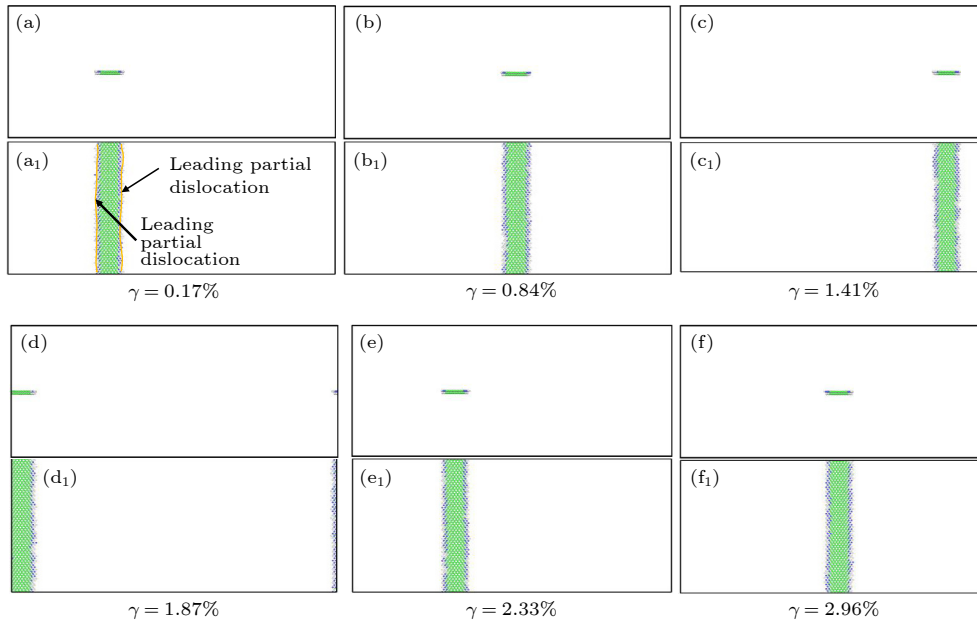 (a)
(b)
(c)
(a₁)
Leading partial
dislocation
Leading
partial
dislocation
(b₁)
(c₁)
γ = 0.17%
γ = 0.84%
γ = 1.41%
(d)
(e)
(f)
(d₁)
(e₁)
(f₁)
γ = 1.87%
γ = 2.33%
γ = 2.96%